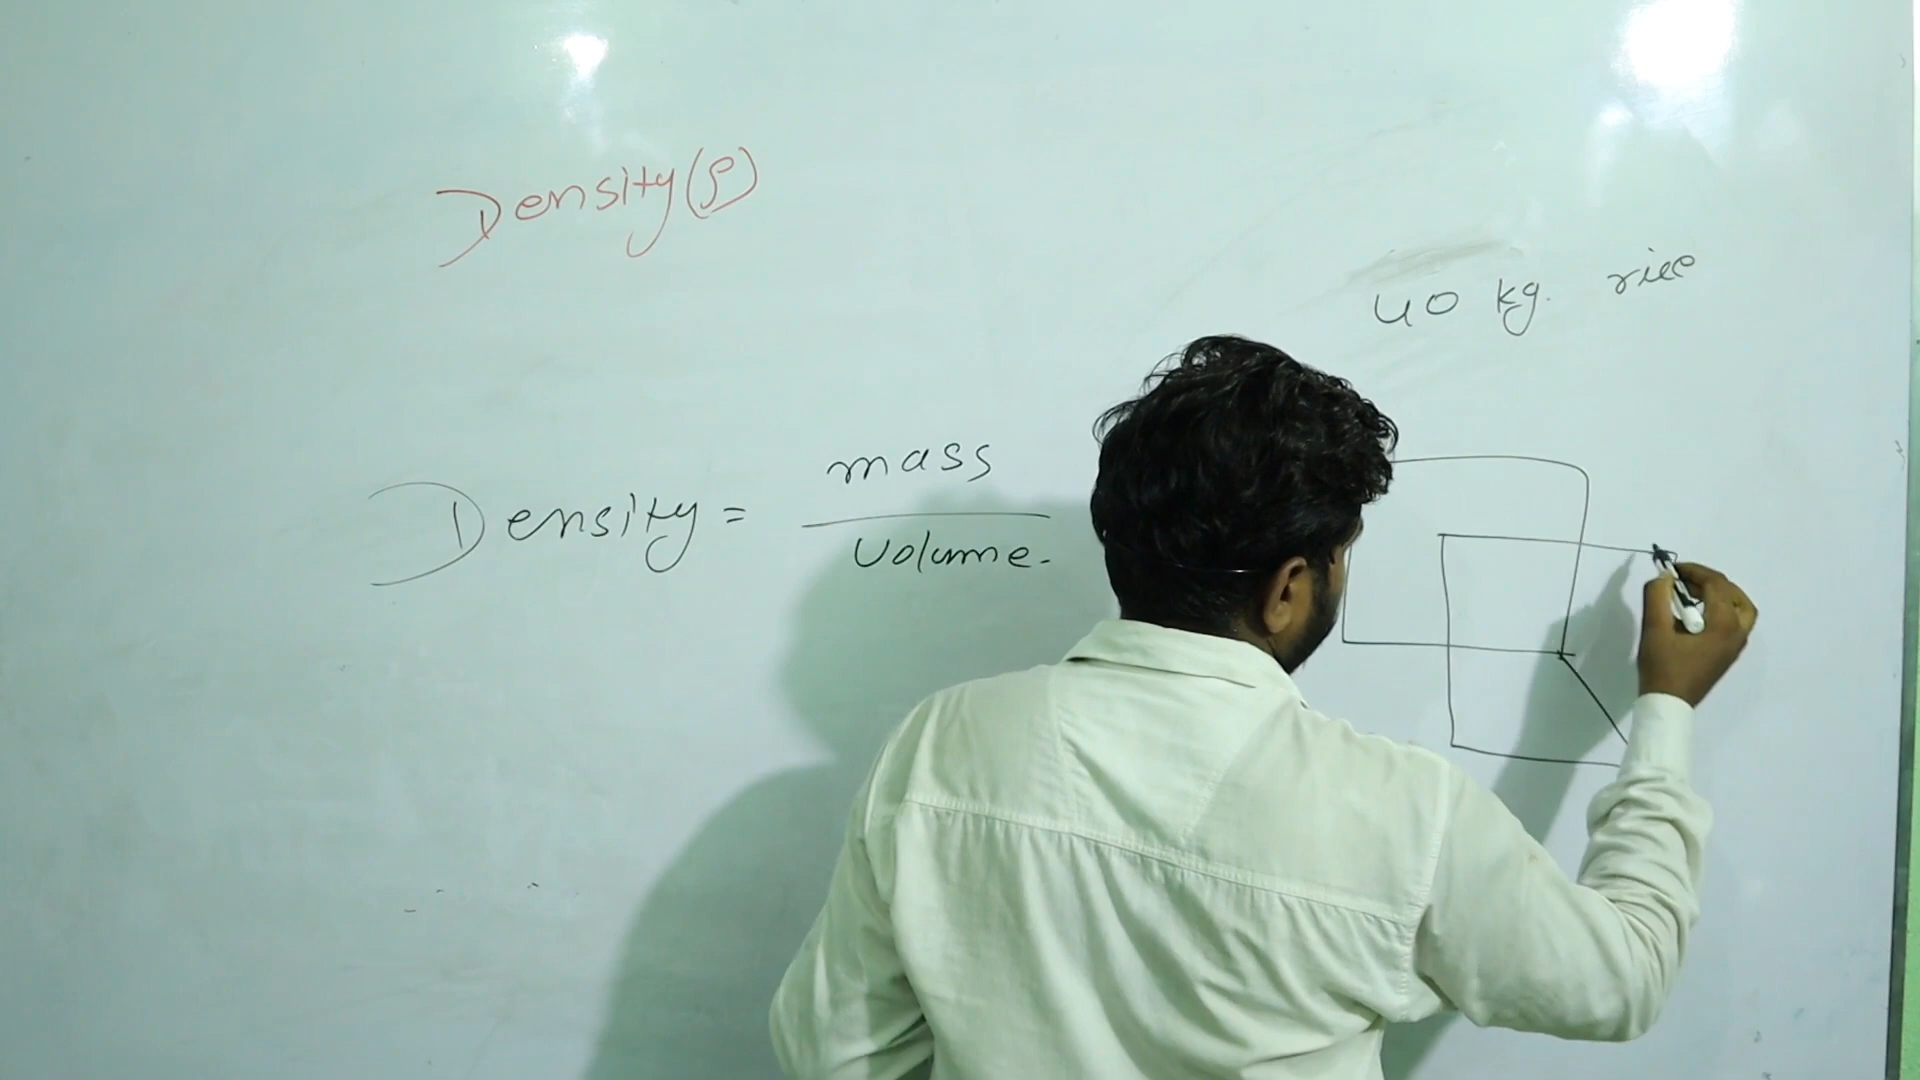 Density (ρ)
40 kg. rice
Density = mass
volume.